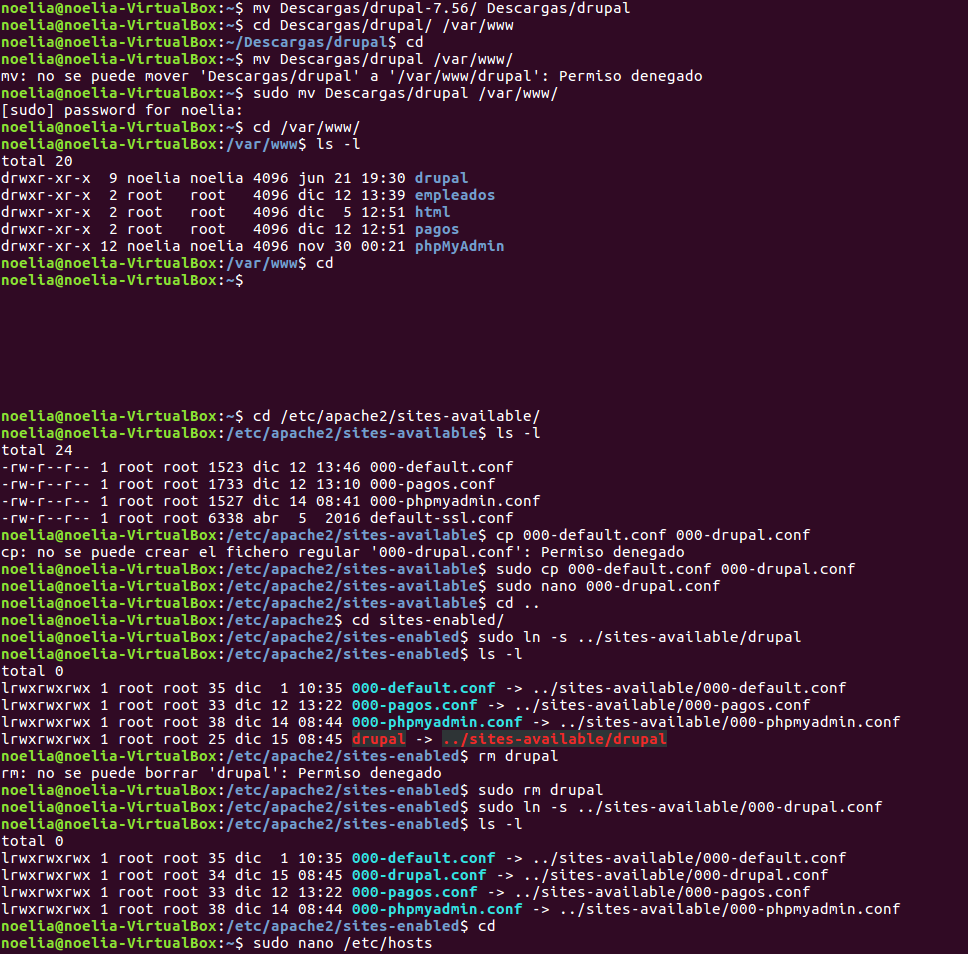 noelia@noelia-VirtualBox:~$ mv Descargas/drupal-7.56/ Descargas/drupal
noelia@noelia-VirtualBox:~$ cd Descargas/drupal/ /var/www
noelia@noelia-VirtualBox:~/Descargas/drupal$ cd
noelia@noelia-VirtualBox:~$ mv Descargas/drupal /var/www/
mv: no se puede mover 'Descargas/drupal' a '/var/www/drupal': Permiso denegado
noelia@noelia-VirtualBox:~$ sudo mv Descargas/drupal /var/www/
[sudo] password for noelia:
noelia@noelia-VirtualBox:~$ cd /var/www/
noelia@noelia-VirtualBox:/var/www$ ls -l
total 20
drwxr-xr-x  9 noelia noelia 4096 jun 21 19:30 drupal
drwxr-xr-x  2 root   root   4096 dic 12 13:39 empleados
drwxr-xr-x  2 root   root   4096 dic  5 12:51 html
drwxr-xr-x  2 root   root   4096 dic 12 12:51 pagos
drwxr-xr-x 12 noelia noelia 4096 nov 30 00:21 phpMyAdmin
noelia@noelia-VirtualBox:/var/www$ cd
noelia@noelia-VirtualBox:~$
noelia@noelia-VirtualBox:~$ cd /etc/apache2/sites-available/
noelia@noelia-VirtualBox:/etc/apache2/sites-available$ ls -l
total 24
-rw-r--r-- 1 root root 1523 dic 12 13:46 000-default.conf
-rw-r--r-- 1 root root 1733 dic 12 13:10 000-pagos.conf
-rw-r--r-- 1 root root 1527 dic 14 08:41 000-phpmyadmin.conf
-rw-r--r-- 1 root root 6338 abr  5  2016 default-ssl.conf
noelia@noelia-VirtualBox:/etc/apache2/sites-available$ cp 000-default.conf 000-drupal.conf
cp: no se puede crear el fichero regular '000-drupal.conf': Permiso denegado
noelia@noelia-VirtualBox:/etc/apache2/sites-available$ sudo cp 000-default.conf 000-drupal.conf
noelia@noelia-VirtualBox:/etc/apache2/sites-available$ sudo nano 000-drupal.conf
noelia@noelia-VirtualBox:/etc/apache2/sites-available$ cd ..
noelia@noelia-VirtualBox:/etc/apache2$ cd sites-enabled/
noelia@noelia-VirtualBox:/etc/apache2/sites-enabled$ sudo ln -s ../sites-available/drupal
noelia@noelia-VirtualBox:/etc/apache2/sites-enabled$ ls -l
total 0
lrwxrwxrwx 1 root root 35 dic  1 10:35 000-default.conf -> ../sites-available/000-default.conf
lrwxrwxrwx 1 root root 33 dic 12 13:22 000-pagos.conf -> ../sites-available/000-pagos.conf
lrwxrwxrwx 1 root root 38 dic 14 08:44 000-phpmyadmin.conf -> ../sites-available/000-phpmyadmin.conf
lrwxrwxrwx 1 root root 25 dic 15 08:45 drupal -> ../sites-available/drupal
noelia@noelia-VirtualBox:/etc/apache2/sites-enabled$ rm drupal
rm: no se puede borrar 'drupal': Permiso denegado
noelia@noelia-VirtualBox:/etc/apache2/sites-enabled$ sudo rm drupal
noelia@noelia-VirtualBox:/etc/apache2/sites-enabled$ sudo ln -s ../sites-available/000-drupal.conf
noelia@noelia-VirtualBox:/etc/apache2/sites-enabled$ ls -l
total 0
lrwxrwxrwx 1 root root 35 dic  1 10:35 000-default.conf -> ../sites-available/000-default.conf
lrwxrwxrwx 1 root root 34 dic 15 08:45 000-drupal.conf -> ../sites-available/000-drupal.conf
lrwxrwxrwx 1 root root 33 dic 12 13:22 000-pagos.conf -> ../sites-available/000-pagos.conf
lrwxrwxrwx 1 root root 38 dic 14 08:44 000-phpmyadmin.conf -> ../sites-available/000-phpmyadmin.conf
noelia@noelia-VirtualBox:/etc/apache2/sites-enabled$ cd
noelia@noelia-VirtualBox:~$ sudo nano /etc/hosts